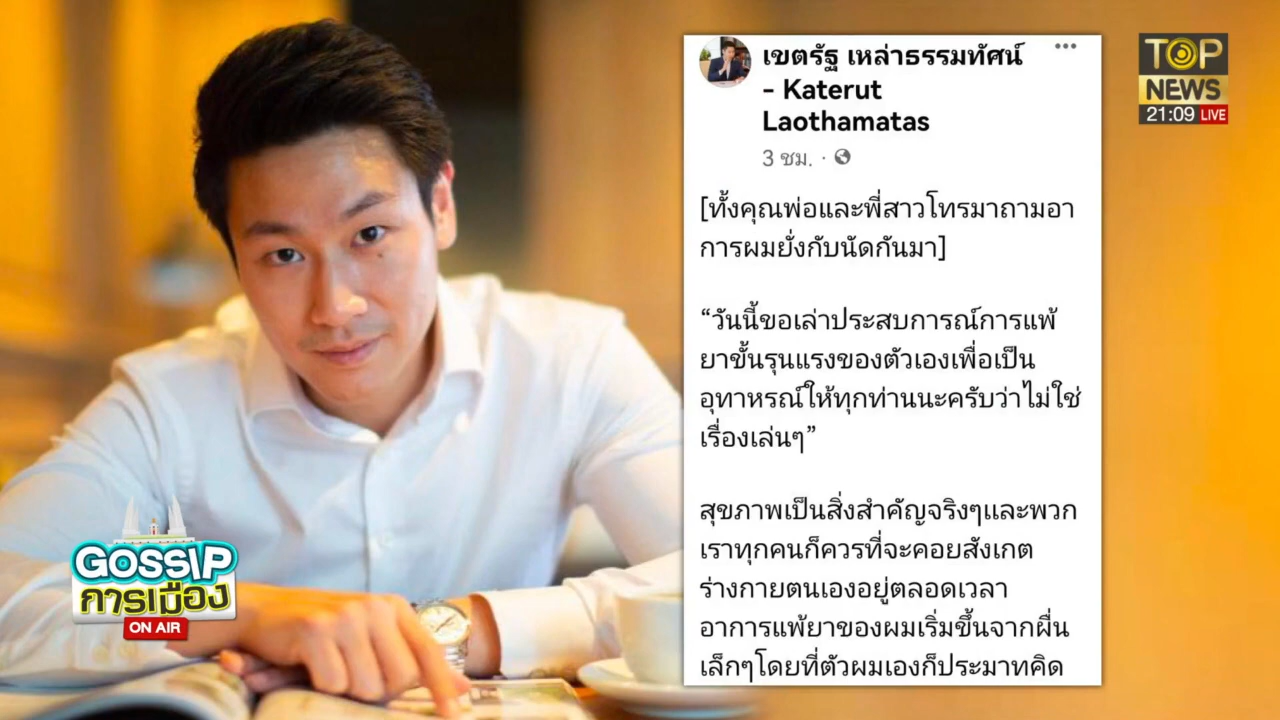 เขตรัฐ เหล่าธรรมทัศน์
- Katerut
Laothamatas
3 ชม. ·
[ทั้งคุณพ่อและพี่สาวโทรมาถามอา
การผมยั่งกับนัดกันมา]
“วันนี้ขอเล่าประสบการณ์การแพ้
ยาขั้นรุนแรงของตัวเองเพื่อเป็น
อุทาหรณ์ให้ทุกท่านนะครับว่าไม่ใช่
เรื่องเล่นๆ”
สุขภาพเป็นสิ่งสำคัญจริงๆและพวก
เราทุกคนก็ควรที่จะคอยสังเกต
ร่างกายตนเองอยู่ตลอดเวลา
อาการแพ้ยาของผมเริ่มขึ้นจากผื่น
เล็กๆโดยที่ตัวผมเองก็ประมาทคิด
TOP
NEWS
21:09 LIVE
GOSSIP
การเมือง
ON AIR